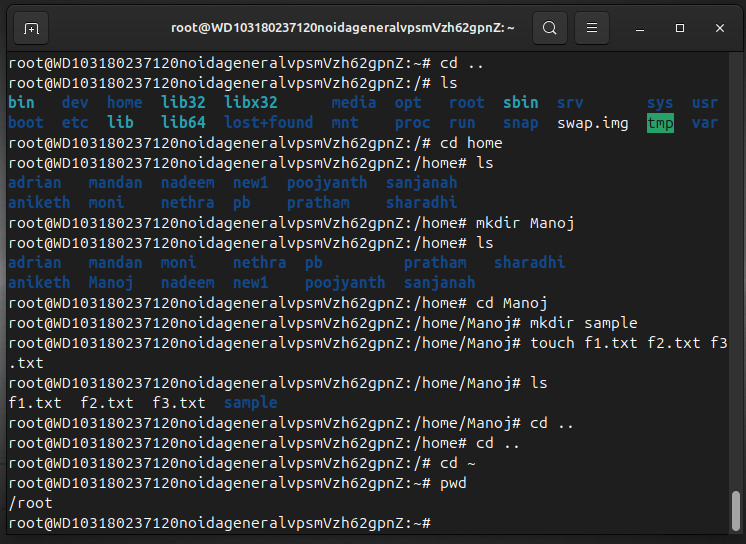 root@WD103180237120noidageneralvpsmVzh62gpnZ: ~
root@WD103180237120noidageneralvpsmVzh62gpnZ:~# cd ..
root@WD103180237120noidageneralvpsmVzh62gpnZ:/# ls
bin dev home lib32 libx32 media opt root sbin srv sys usr
boot etc lib lib64 lost+found mnt proc run snap swap.img tmp var
root@WD103180237120noidageneralvpsmVzh62gpnZ:/# cd home
root@WD103180237120noidageneralvpsmVzh62gpnZ:/home# ls
adrian mandan nadeem new1 poojyanth sanjanah
aniketh moni nethra pb pratham sharadhi
root@WD103180237120noidageneralvpsmVzh62gpnZ:/home# mkdir Manoj
root@WD103180237120noidageneralvpsmVzh62gpnZ:/home# ls
adrian mandan moni nethra pb pratham sharadhi
aniketh Manoj nadeem new1 poojyanth sanjanah
root@WD103180237120noidageneralvpsmVzh62gpnZ:/home# cd Manoj
root@WD103180237120noidageneralvpsmVzh62gpnZ:/home/Manoj# mkdir sample
root@WD103180237120noidageneralvpsmVzh62gpnZ:/home/Manoj# touch f1.txt f2.txt f3
.txt
root@WD103180237120noidageneralvpsmVzh62gpnZ:/home/Manoj# ls
f1.txt f2.txt f3.txt sample
root@WD103180237120noidageneralvpsmVzh62gpnZ:/home/Manoj# cd ..
root@WD103180237120noidageneralvpsmVzh62gpnZ:/home# cd ..
root@WD103180237120noidageneralvpsmVzh62gpnZ:/# cd ~
root@WD103180237120noidageneralvpsmVzh62gpnZ:~# pwd
/root
root@WD103180237120noidageneralvpsmVzh62gpnZ:~#